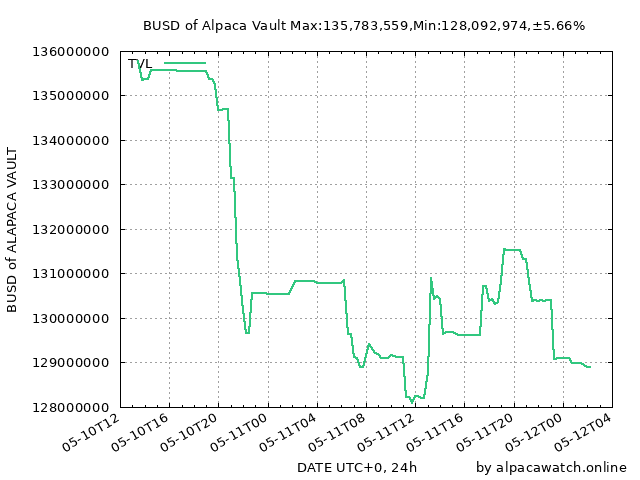 BUSD of Alpaca Vault Max:135,783,559,Min:128,092,974,±5.66%
TVL
136000000
135000000
134000000
133000000
132000000
131000000
130000000
129000000
128000000
BUSD of ALAPACA VAULT
05-10T12
05-10T16
05-10T20
05-11T00
05-11T04
05-11T08
05-11T12
05-11T16
05-11T20
05-12T00
05-12T04
DATE UTC+0, 24h
by alpacawatch.online